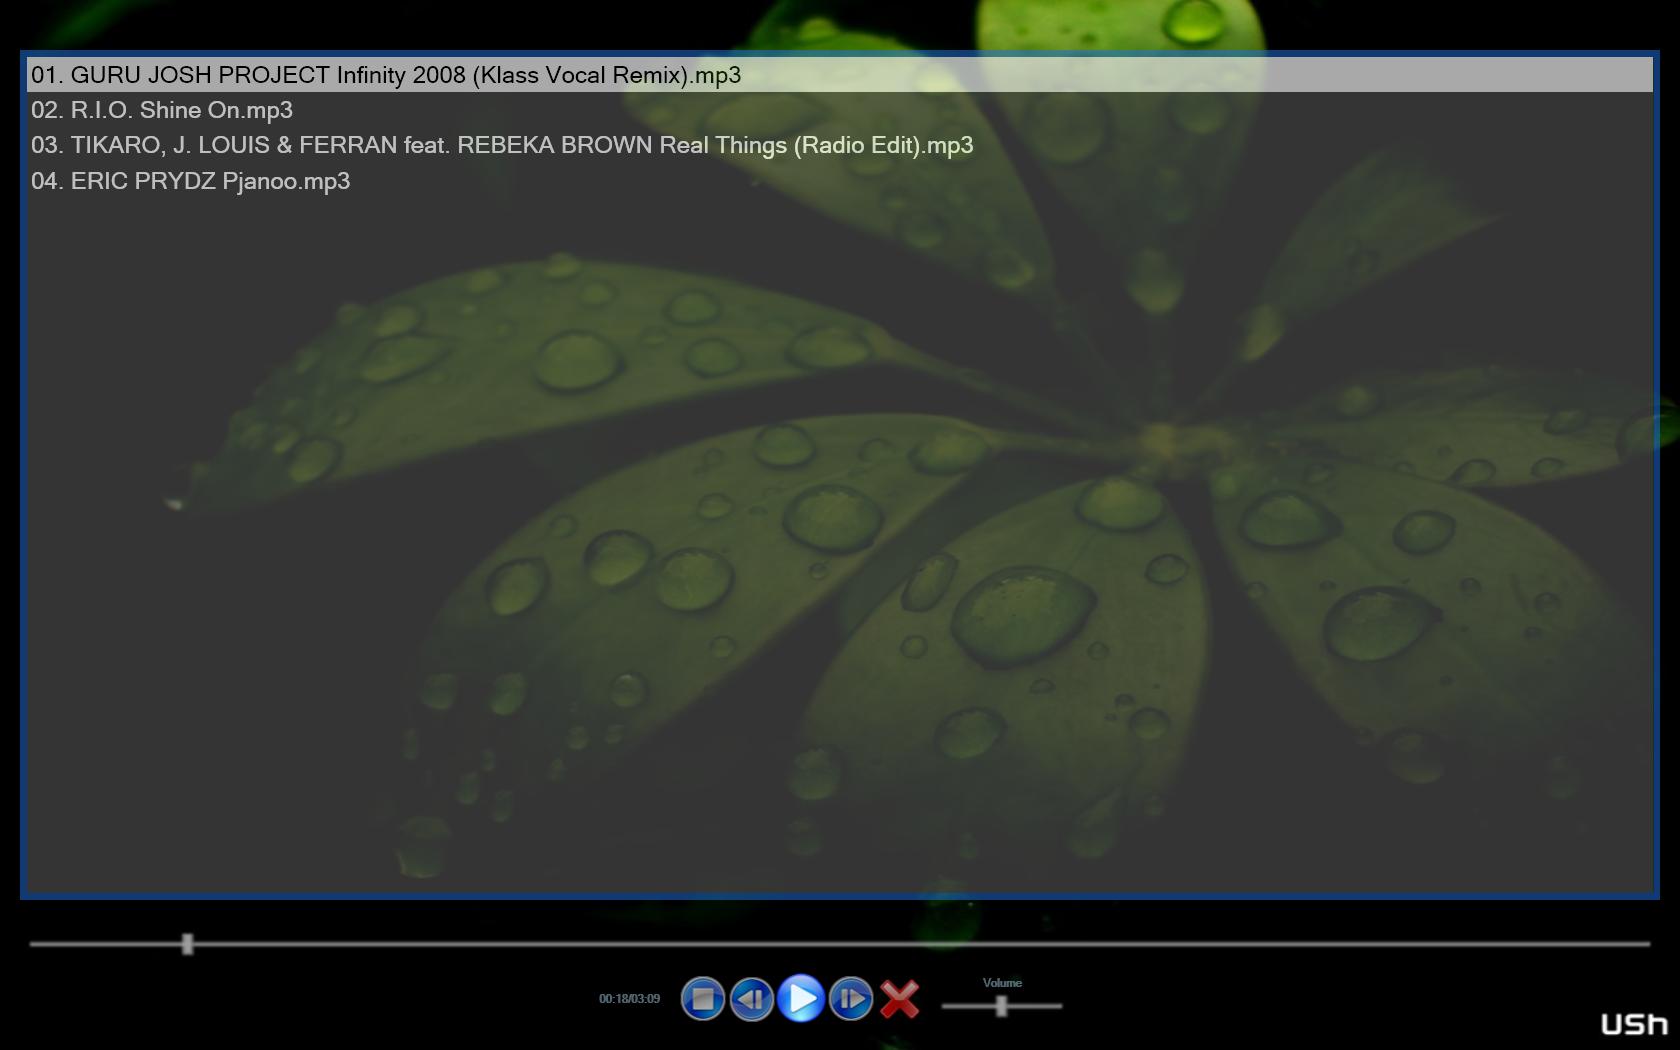 01. GURU JOSH PROJECT Infinity 2008 (Klass Vocal Remix).mp3
02. R.I.O. Shine On.mp3
03. TIKARO, J. LOUIS & FERRAN feat. REBEKA BROWN Real Things (Radio Edit).mp3
04. ERIC PRYDZ Pjanoo.mp3
Volume
00:18/03:09
USh